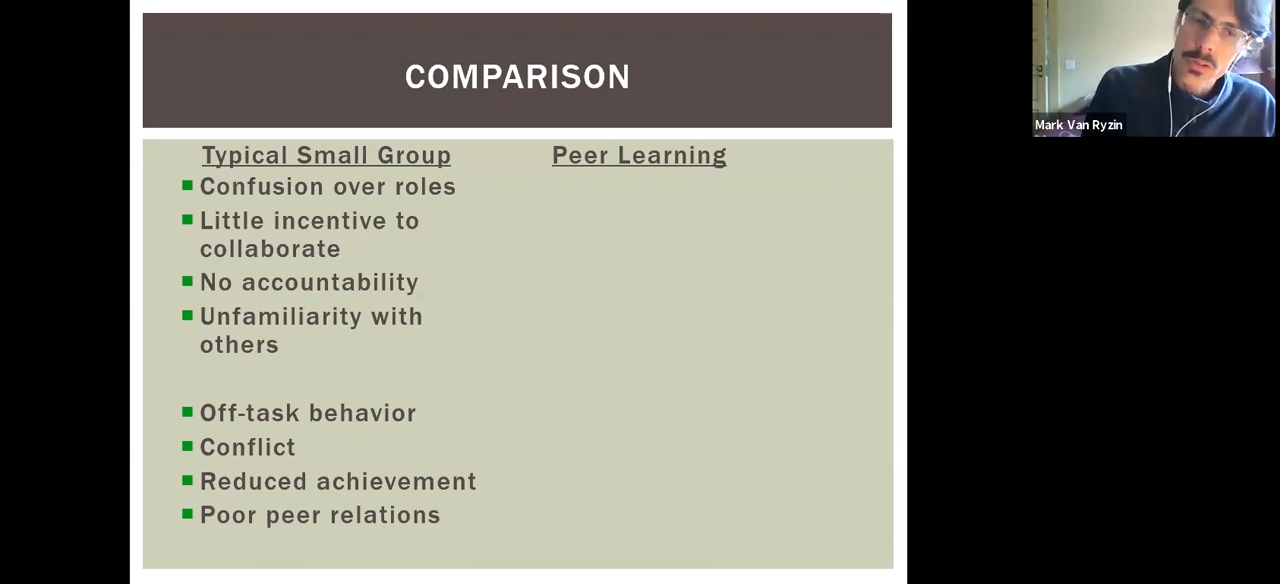 COMPARISON
Typical Small Group
Confusion over roles
Little incentive to
collaborate
No accountability
Unfamiliarity with
others
Off-task behavior
Conflict
Reduced achievement
Poor peer relations
Peer Learning
Mark Van Ryzin